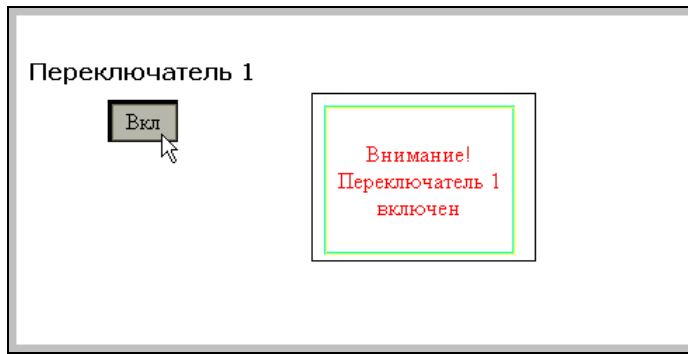 Переключатель 1
Вкл
Внимание!
Переключатель 1
включен